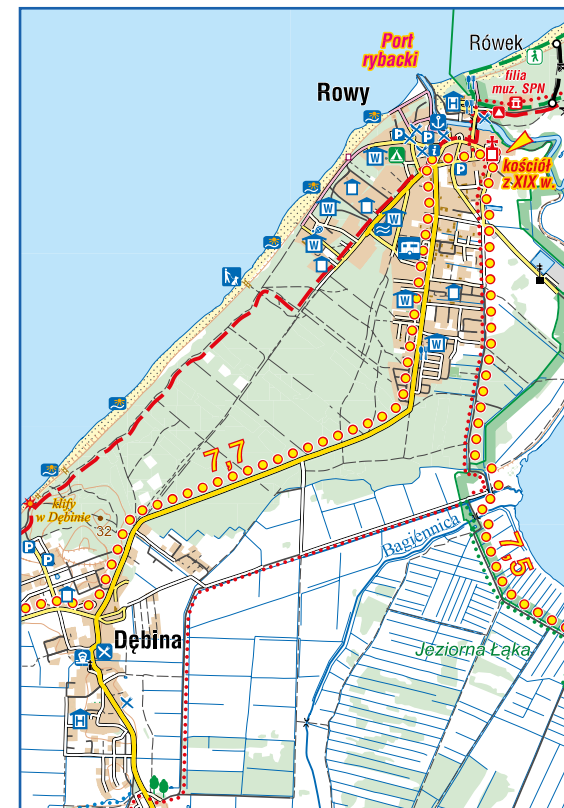 Port
rybacki
Rówek
filia
muz. SPN
Rowy
H
P
P
i
W
P
kościół
z XIX w.
W
W
W
W
W
7,7
klify
w Dębinie
32
P
P
Bagiennica
7,5
Dębina
Jeziorna Łąka
H